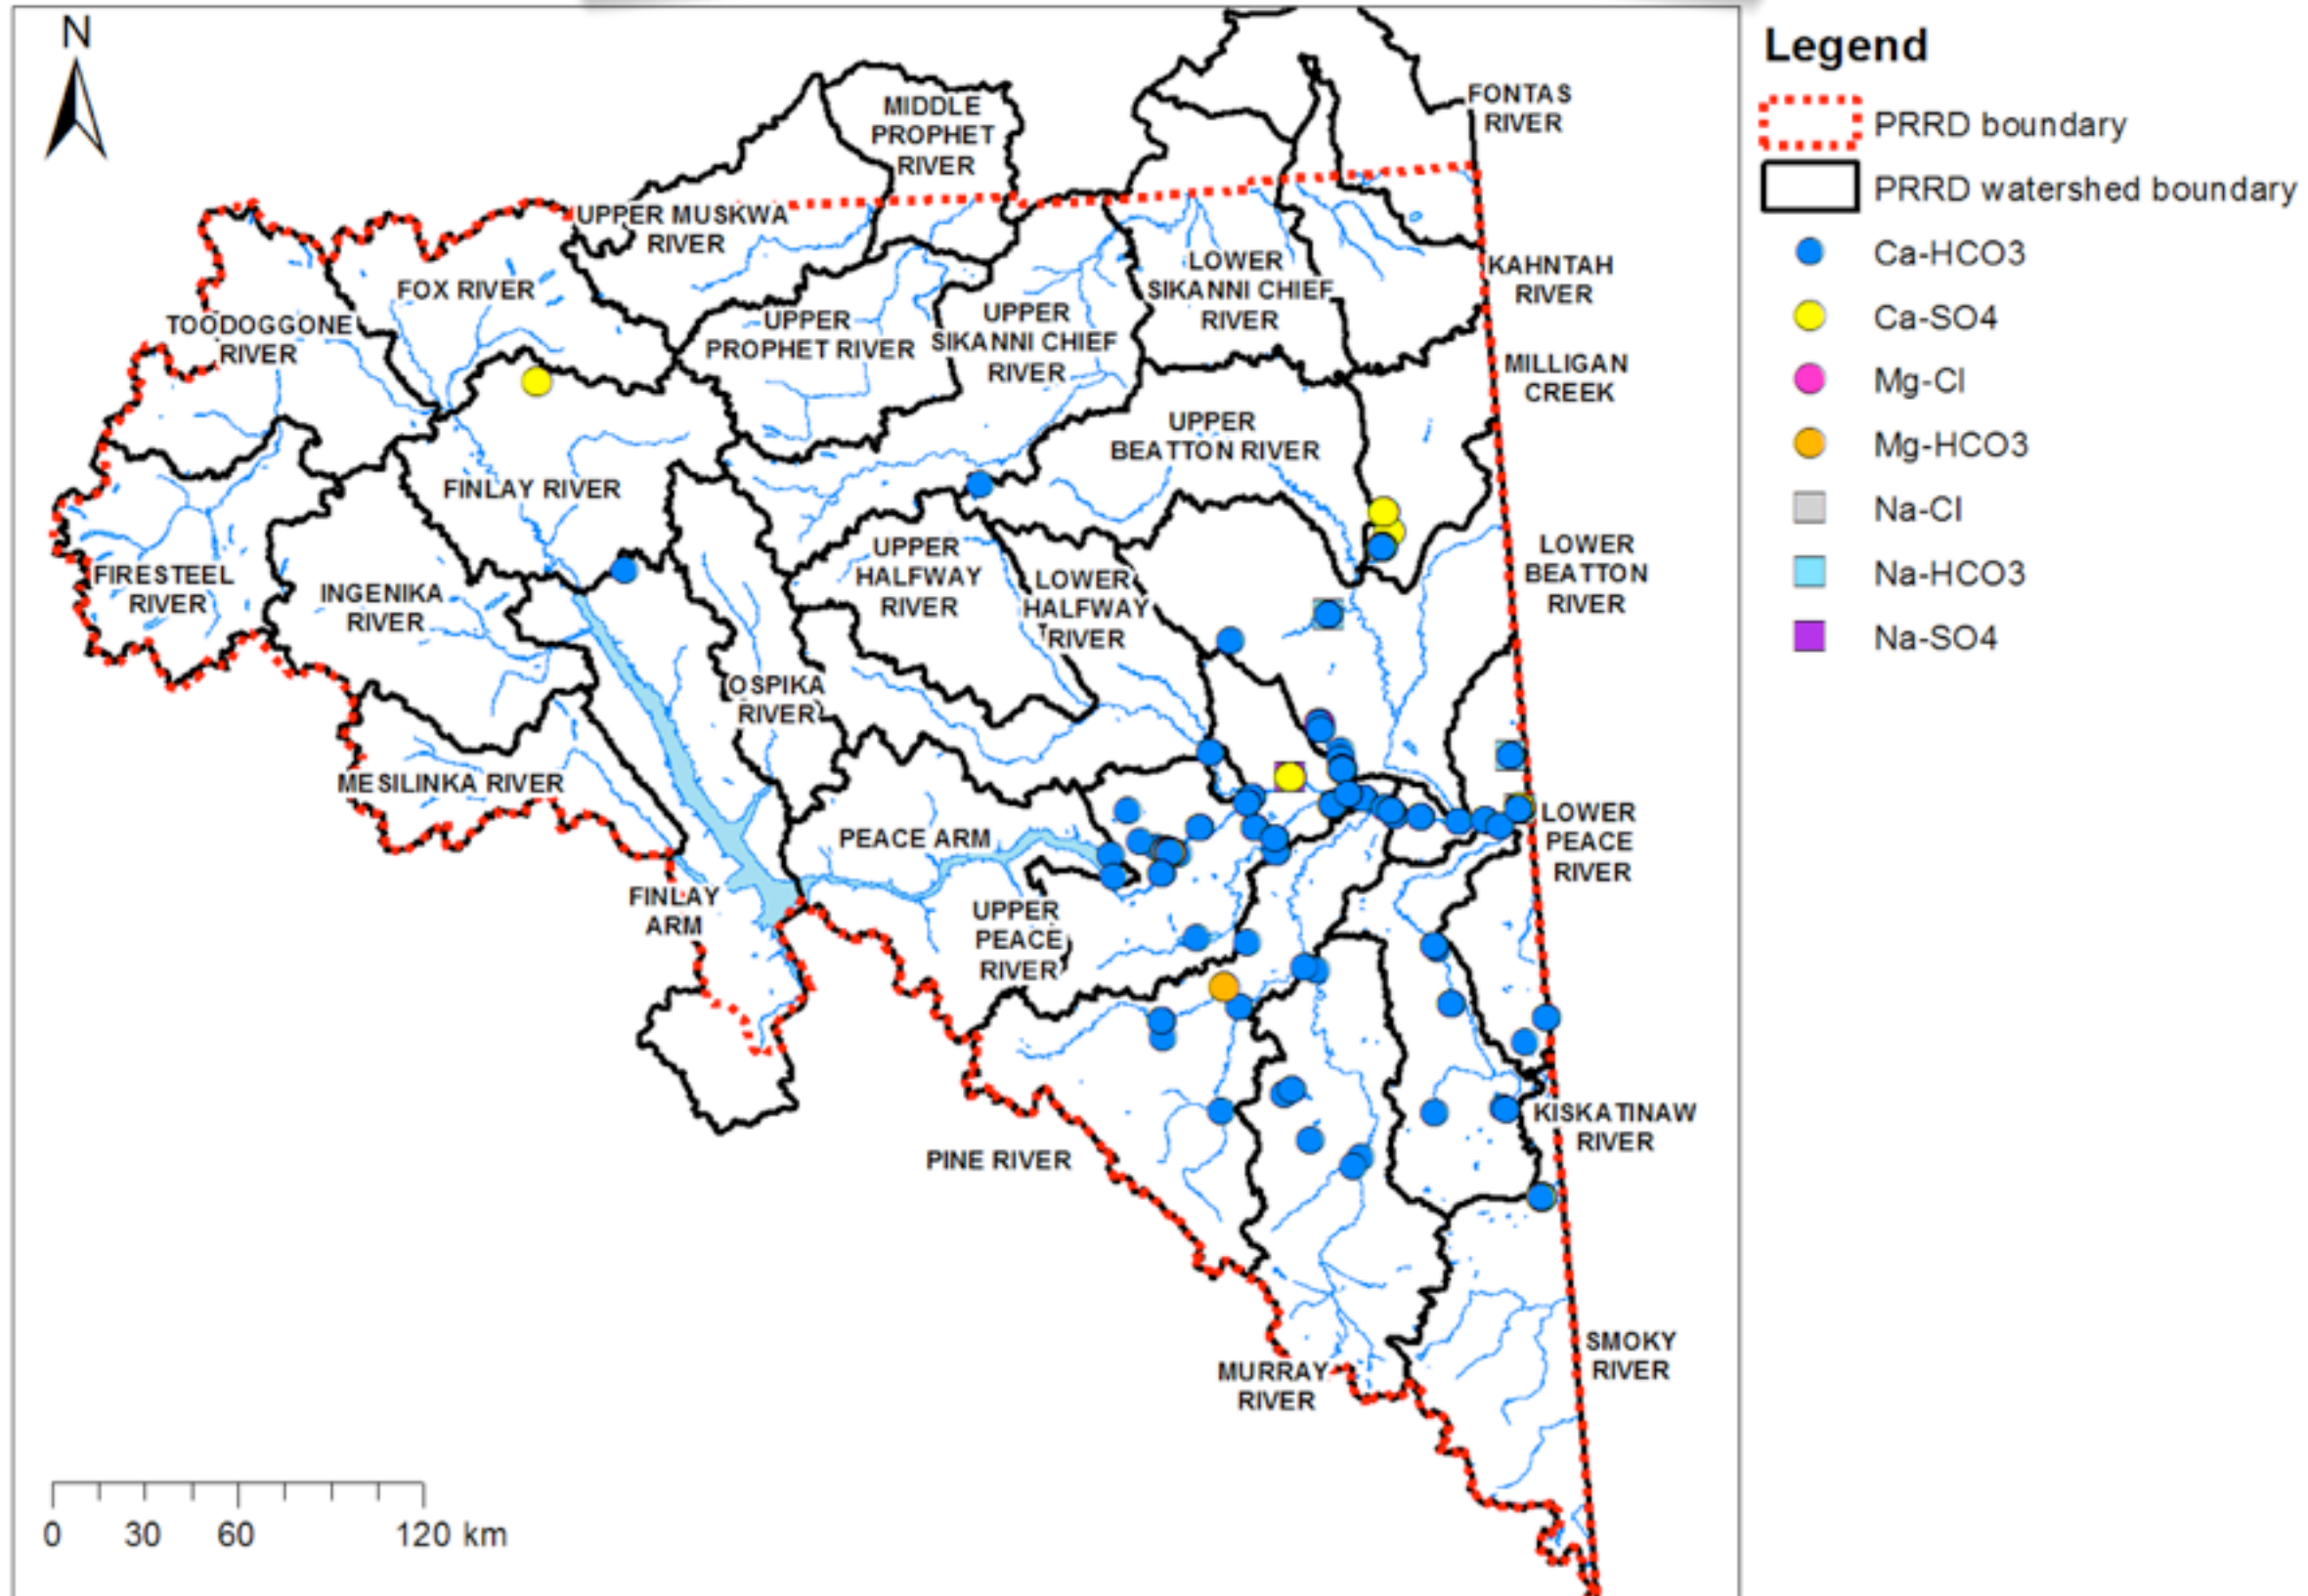 N
MIDDLE
PROPHET
RIVER
FONTAS
RIVER
UPPER MUSKWA
RIVER
FOX RIVER
LOWER
SIKANNI CHIEF
RIVER
KAHNTAH
RIVER
TOODOGGONE
RIVER
UPPER
PROPHET RIVER
UPPER
SIKANNI CHIEF
RIVER
MILLIGAN
CREEK
UPPER
BEATTON RIVER
FINLAY RIVER
FIRESTEEL
RIVER
INGENIKA
RIVER
UPPER
HALFWAY
RIVER
LOWER
HALFWAY
RIVER
LOWER
BEATTON
RIVER
OSPIKA
RIVER
MESILINKA RIVER
PEACE ARM
LOWER
PEACE
RIVER
FINLAY
ARM
UPPER
PEACE
RIVER
PINE RIVER
KISKATINAW
RIVER
MURRAY
RIVER
SMOKY
RIVER
0 30 60 120 km
Legend
PRRD boundary
PRRD watershed boundary
Ca-HCO3
Ca-SO4
Mg-Cl
Mg-HCO3
Na-Cl
Na-HCO3
Na-SO4